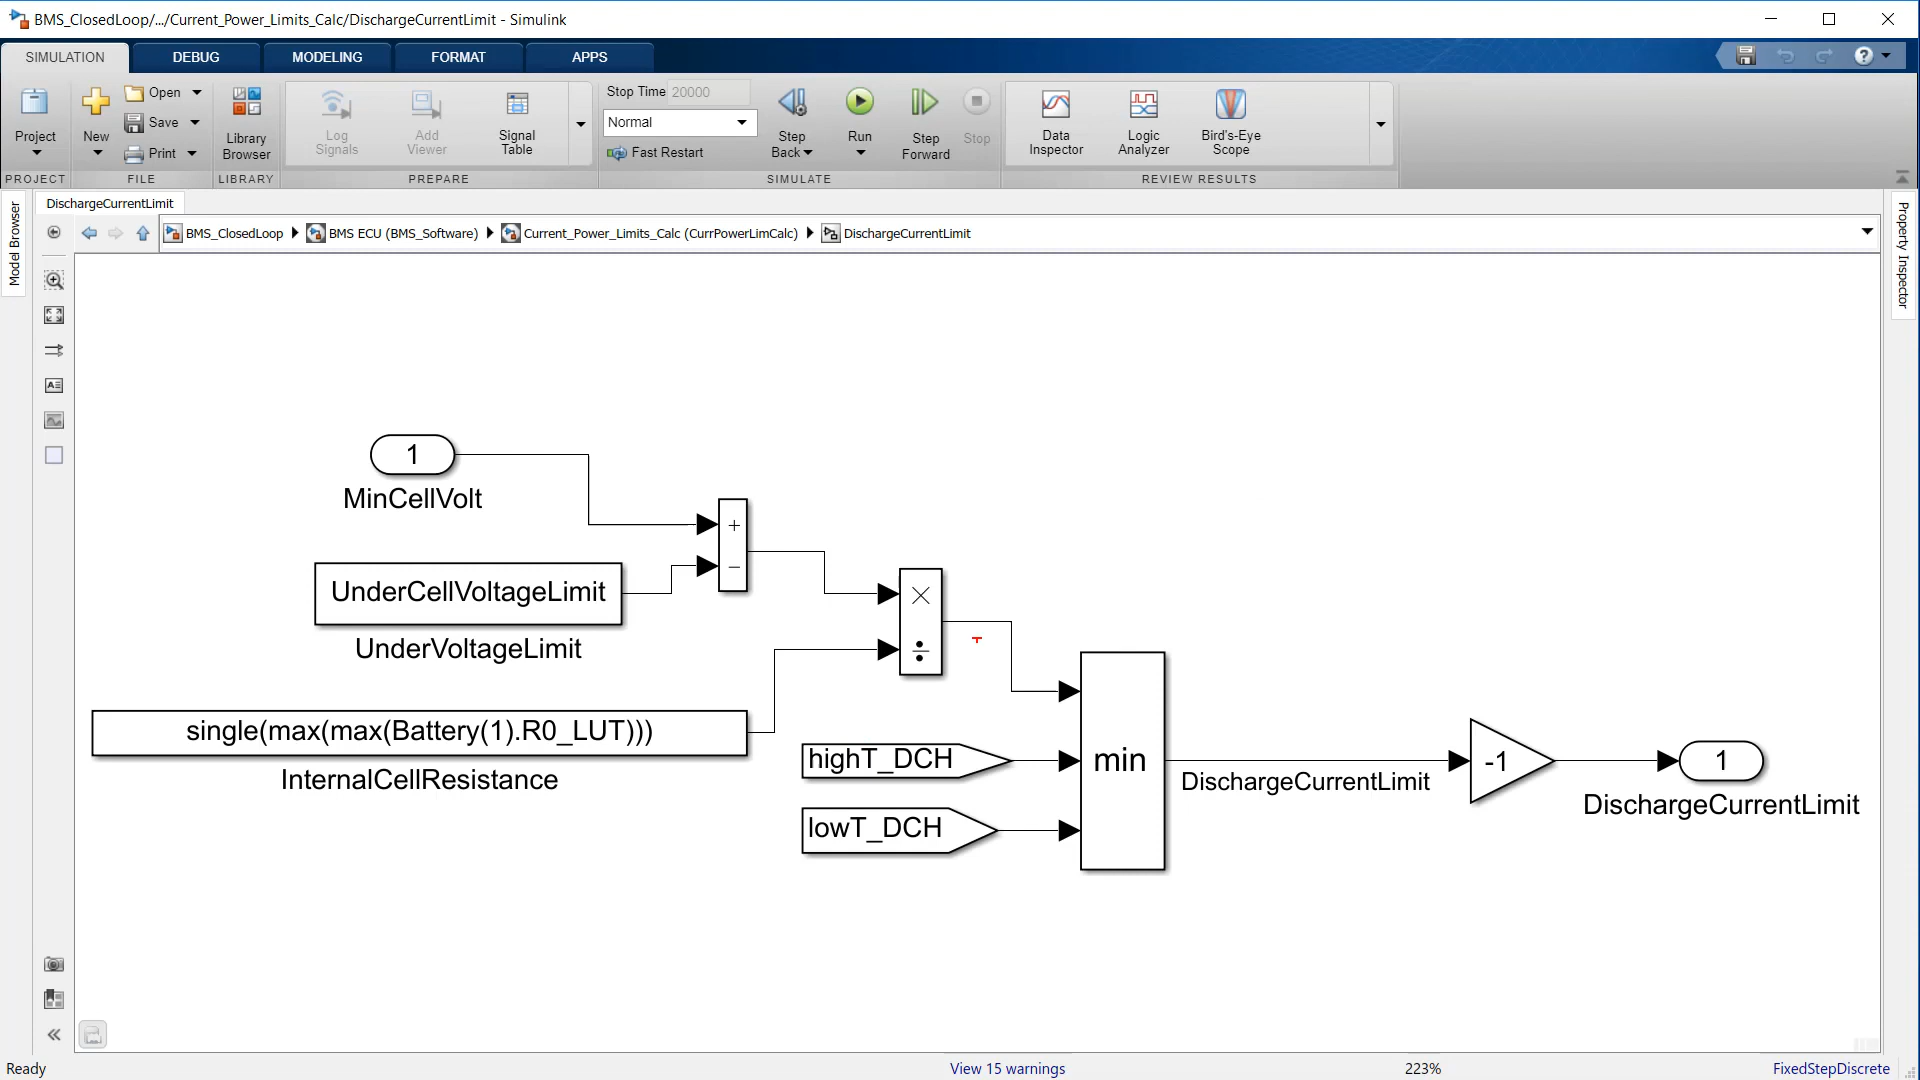 BMS_ClosedLoop/.../Current_Power_Limits_Calc/DischargeCurrentLimit - Simulink
SIMULATION DEBUG MODELING FORMAT APPS
Project
New
Open
Save
Print
Library
Browser
Log
Signals
Add
Viewer
Signal
Table
Stop Time 20000
Normal
Fast Restart
Step
Back
Run
Step
Forward
Stop
Data
Inspector
Logic
Analyzer
Bird's-Eye
Scope
PROJECT FILE LIBRARY PREPARE SIMULATE REVIEW RESULTS
Model Browser
DischargeCurrentLimit
BMS_ClosedLoop BMS ECU (BMS_Software) Current_Power_Limits_Calc (CurrPowerLimCalc) DischargeCurrentLimit
Property Inspector
1
MinCellVolt
+
−
UnderCellVoltageLimit
UnderVoltageLimit
×
÷
single(max(max(Battery(1).R0_LUT)))
InternalCellResistance
highT_DCH
lowT_DCH
min
DischargeCurrentLimit
-1
1
DischargeCurrentLimit
Ready View 15 warnings 223% FixedStepDiscrete